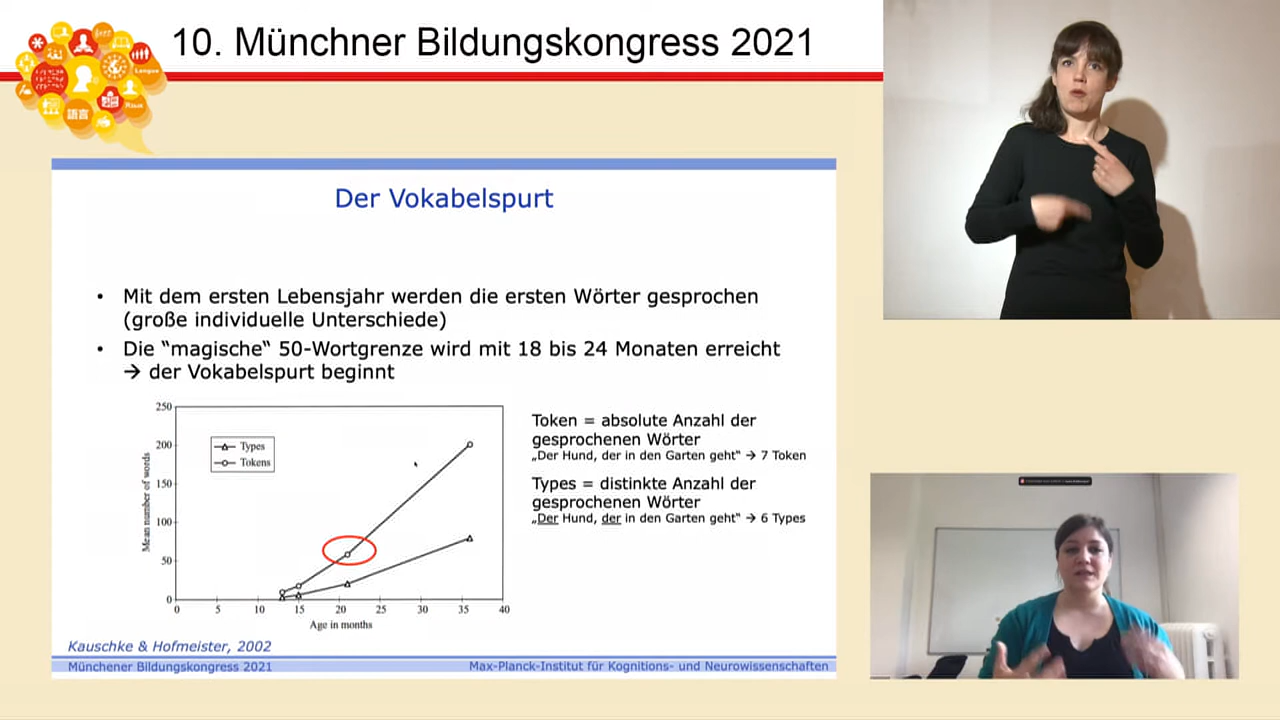 10. Münchner Bildungskongress 2021
語言
Der Vokabelspurt
• Mit dem ersten Lebensjahr werden die ersten Wörter gesprochen
(große individuelle Unterschiede)
• Die “magische“ 50-Wortgrenze wird mit 18 bis 24 Monaten erreicht
→ der Vokabelspurt beginnt
250
200
150
100
50
0
Mean number of words
Types
Tokens
0 5 10 15 20 25 30 35 40
Age in months
Token = absolute Anzahl der
gesprochenen Wörter
„Der Hund, der in den Garten geht“ → 7 Token
Types = distinkte Anzahl der
gesprochenen Wörter
„Der Hund, der in den Garten geht“ → 6 Types
Kauschke & Hofmeister, 2002
Münchener Bildungskongress 2021
Max-Planck-Institut für Kognitions- und Neurowissenschaften